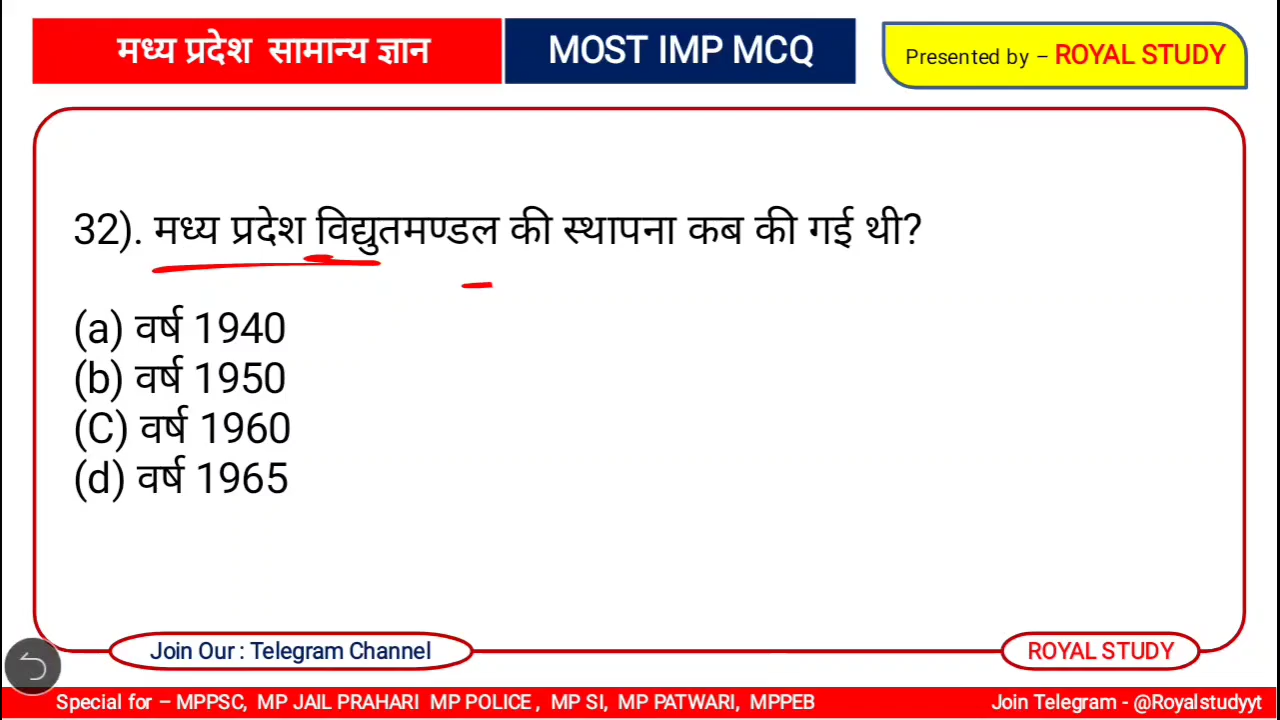 मध्य प्रदेश सामान्य ज्ञान
MOST IMP MCQ
Presented by – ROYAL STUDY
32). मध्य प्रदेश विद्युतमण्डल की स्थापना कब की गई थी?
(a) वर्ष 1940
(b) वर्ष 1950
(C) वर्ष 1960
(d) वर्ष 1965
Join Our : Telegram Channel
ROYAL STUDY
Special for – MPPSC, MP JAIL PRAHARI MP POLICE , MP SI, MP PATWARI, MPPEB
Join Telegram - @Royalstudyyt